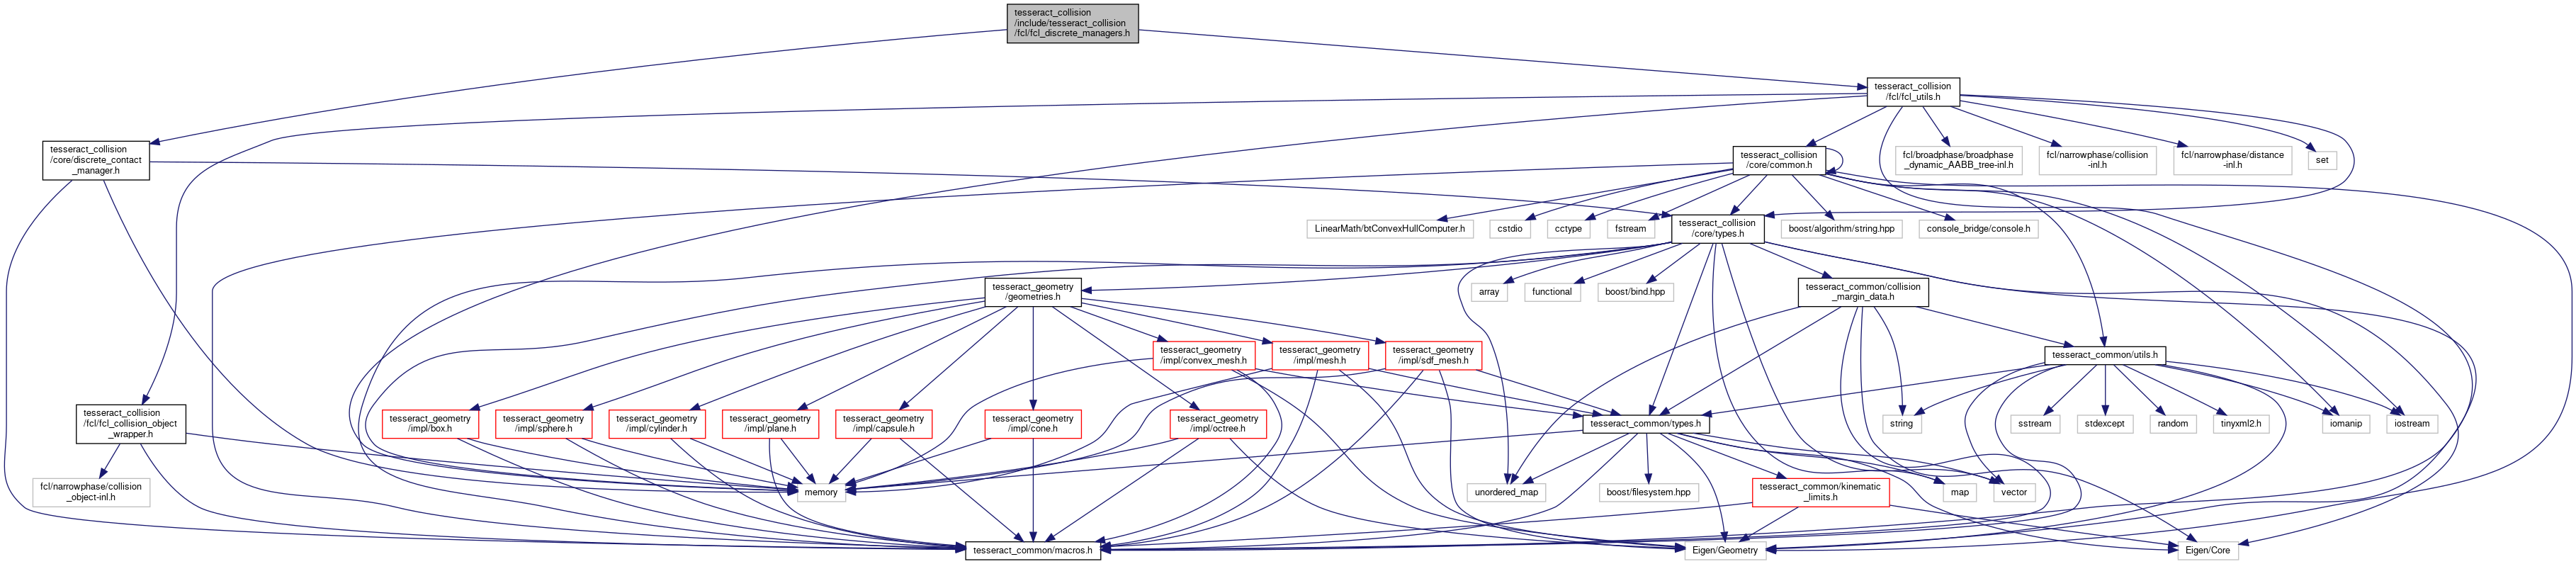 tesseract_collision
/include/tesseract_collision
/fcl/fcl_discrete_managers.h
tesseract_collision
/fcl/fcl_utils.h
tesseract_collision
/core/discrete_contact
_manager.h
tesseract_collision
/core/common.h
fcl/broadphase/broadphase
_dynamic_AABB_tree-inl.h
fcl/narrowphase/collision
-inl.h
fcl/narrowphase/distance
-inl.h
set
LinearMath/btConvexHullComputer.h
cstdio
cctype
fstream
tesseract_collision
/core/types.h
boost/algorithm/string.hpp
console_bridge/console.h
tesseract_geometry
/geometries.h
array
functional
boost/bind.hpp
tesseract_common/collision
_margin_data.h
tesseract_geometry
/impl/convex_mesh.h
tesseract_geometry
/impl/mesh.h
tesseract_geometry
/impl/sdf_mesh.h
tesseract_common/utils.h
tesseract_collision
/fcl/fcl_collision_object
_wrapper.h
tesseract_geometry
/impl/box.h
tesseract_geometry
/impl/sphere.h
tesseract_geometry
/impl/cylinder.h
tesseract_geometry
/impl/plane.h
tesseract_geometry
/impl/capsule.h
tesseract_geometry
/impl/cone.h
tesseract_geometry
/impl/octree.h
tesseract_common/types.h
string
sstream
stdexcept
random
tinyxml2.h
iomanip
iostream
fcl/narrowphase/collision
_object-inl.h
memory
unordered_map
boost/filesystem.hpp
tesseract_common/kinematic
_limits.h
map
vector
tesseract_common/macros.h
Eigen/Geometry
Eigen/Core